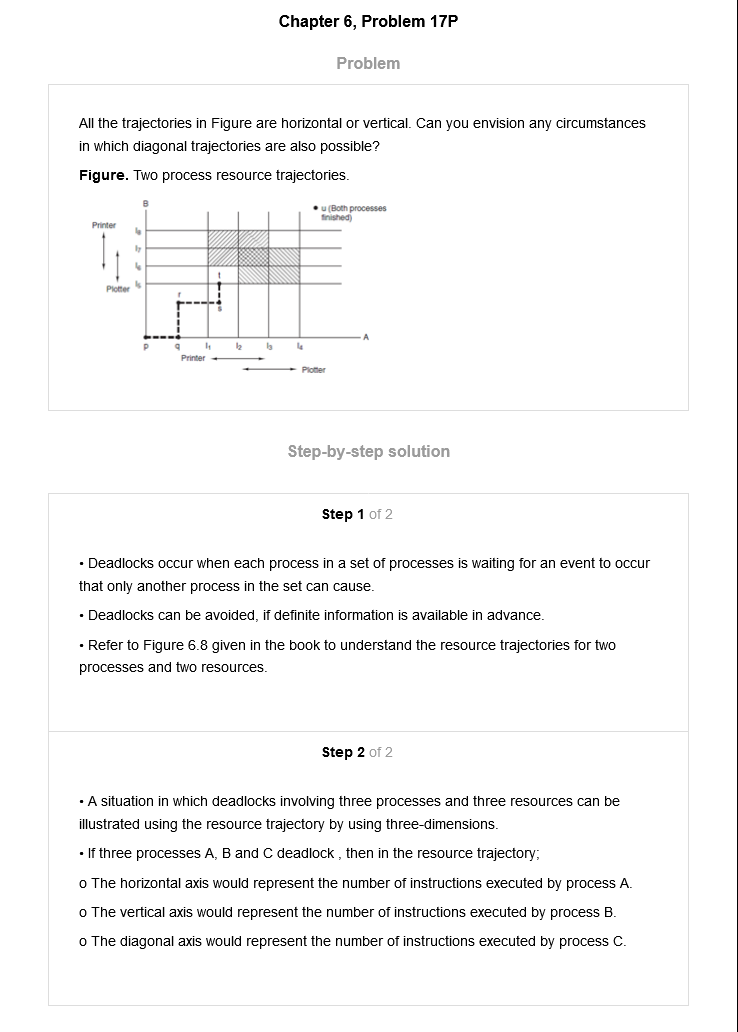 Chapter 6, Problem 17P
Problem
All the trajectories in Figure are horizontal or vertical. Can you envision any circumstances
in which diagonal trajectories are also possible?
Figure. Two process resource trajectories.
B
u (Both processes
finished)
Printer
I8
I7
I6
Plotter
I5
t
r
s
A
p
q
I1
I2
I3
I4
Printer
Plotter
Step-by-step solution
Step 1 of 2
• Deadlocks occur when each process in a set of processes is waiting for an event to occur
that only another process in the set can cause.
• Deadlocks can be avoided, if definite information is available in advance.
• Refer to Figure 6.8 given in the book to understand the resource trajectories for two
processes and two resources.
Step 2 of 2
• A situation in which deadlocks involving three processes and three resources can be
illustrated using the resource trajectory by using three-dimensions.
• If three processes A, B and C deadlock , then in the resource trajectory;
o The horizontal axis would represent the number of instructions executed by process A.
o The vertical axis would represent the number of instructions executed by process B.
o The diagonal axis would represent the number of instructions executed by process C.